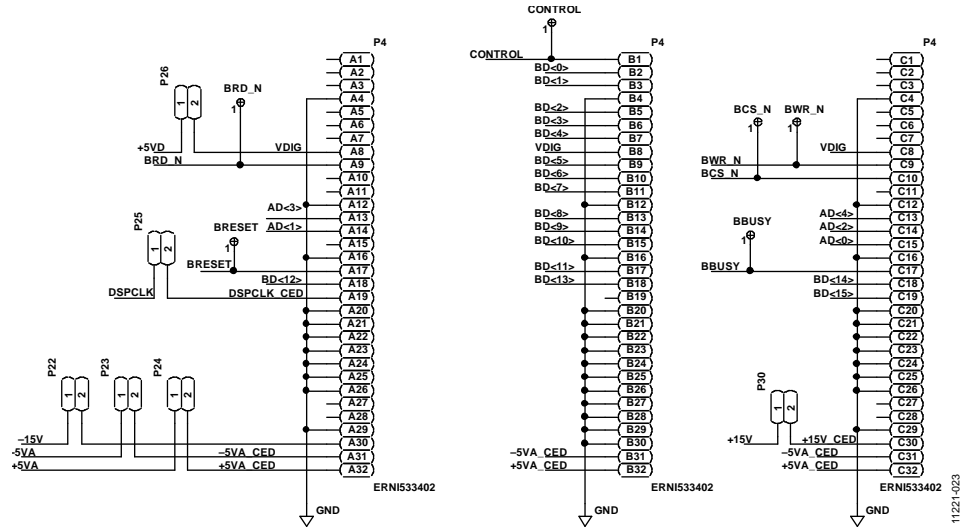 CONTROL
1
P4
CONTROL
P4
P4
A1
A2
A3
A4
A5
A6
A7
A8
A9
A10
A11
A12
A13
A14
A15
A16
A17
A18
A19
A20
A21
A22
A23
A24
A25
A26
A27
A28
A29
A30
A31
A32
ERNI533402
P26
1 2
BRD_N
1
+5VD
VDIG
BRD_N
P25
1 2
AD<3>
AD<1>
BRESET
1
BRESET
BD<12>
DSPCLK
DSPCLK_CED
P22
1 2
P23
1 2
P24
1 2
–15V
-5VA
–5VA_CED
+5VA
+5VA_CED
GND
B1
B2
B3
B4
B5
B6
B7
B8
B9
B10
B11
B12
B13
B14
B15
B16
B17
B18
B19
B20
B21
B22
B23
B24
B25
B26
B27
B28
B29
B30
B31
B32
ERNI533402
BD<0>
BD<1>
BD<2>
BD<3>
BD<4>
VDIG
BD<5>
BD<6>
BD<7>
BD<8>
BD<9>
BD<10>
BD<11>
BD<13>
–5VA_CED
+5VA_CED
GND
C1
C2
C3
C4
C5
C6
C7
C8
C9
C10
C11
C12
C13
C14
C15
C16
C17
C18
C19
C20
C21
C22
C23
C24
C25
C26
C27
C28
C29
C30
C31
C32
ERNI533402
BCS_N
1
BWR_N
1
VDIG
BWR_N
BCS_N
BBUSY
1
AD<4>
AD<2>
AD<0>
BBUSY
BD<14>
BD<15>
P30
1 2
+15V
+15V_CED
–5VA_CED
+5VA_CED
GND
11221-023